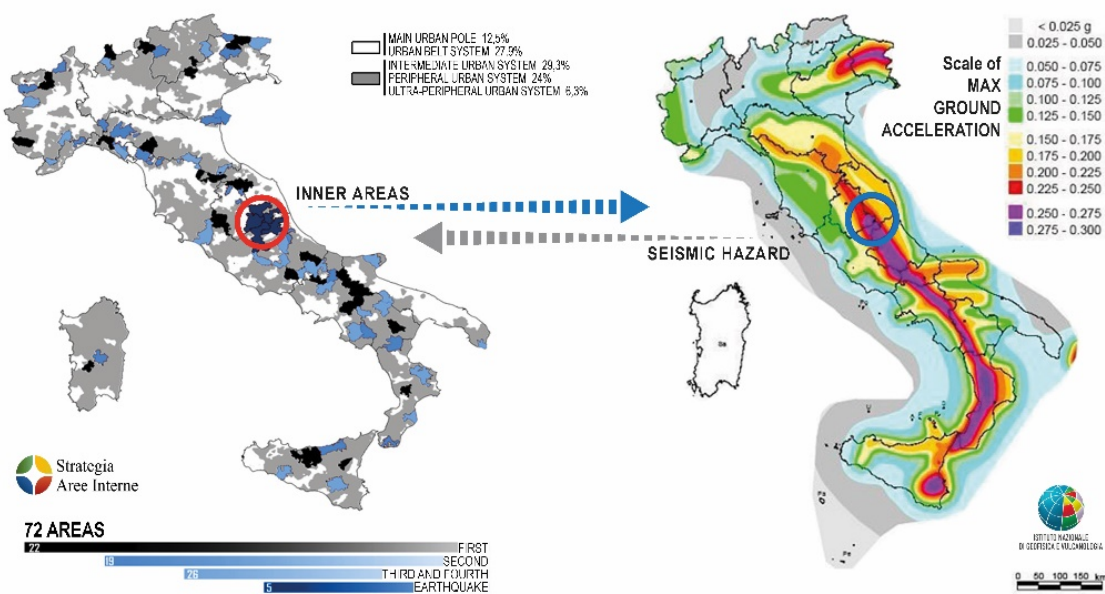 MAIN URBAN POLE 12,5%
URBAN BELT SYSTEM 27,9%
INTERMEDIATE URBAN SYSTEM 29,3%
PERIPHERAL URBAN SYSTEM 24%
ULTRA-PERIPHERAL URBAN SYSTEM 6,3%
INNER AREAS
SEISMIC HAZARD
Scale of
MAX
GROUND
ACCELERATION
< 0.025 g
0.025 - 0.050
0.050 - 0.075
0.075 - 0.100
0.100 - 0.125
0.125 - 0.150
0.150 - 0.175
0.175 - 0.200
0.200 - 0.225
0.225 - 0.250
0.250 - 0.275
0.275 - 0.300
Strategia
Aree Interne
72 AREAS
22 FIRST
19 SECOND
26 THIRD AND FOURTH
5 EARTHQUAKE
ISTITUTO NAZIONALE
DI GEOFISICA E VULCANOLOGIA
0 50 100 150 km